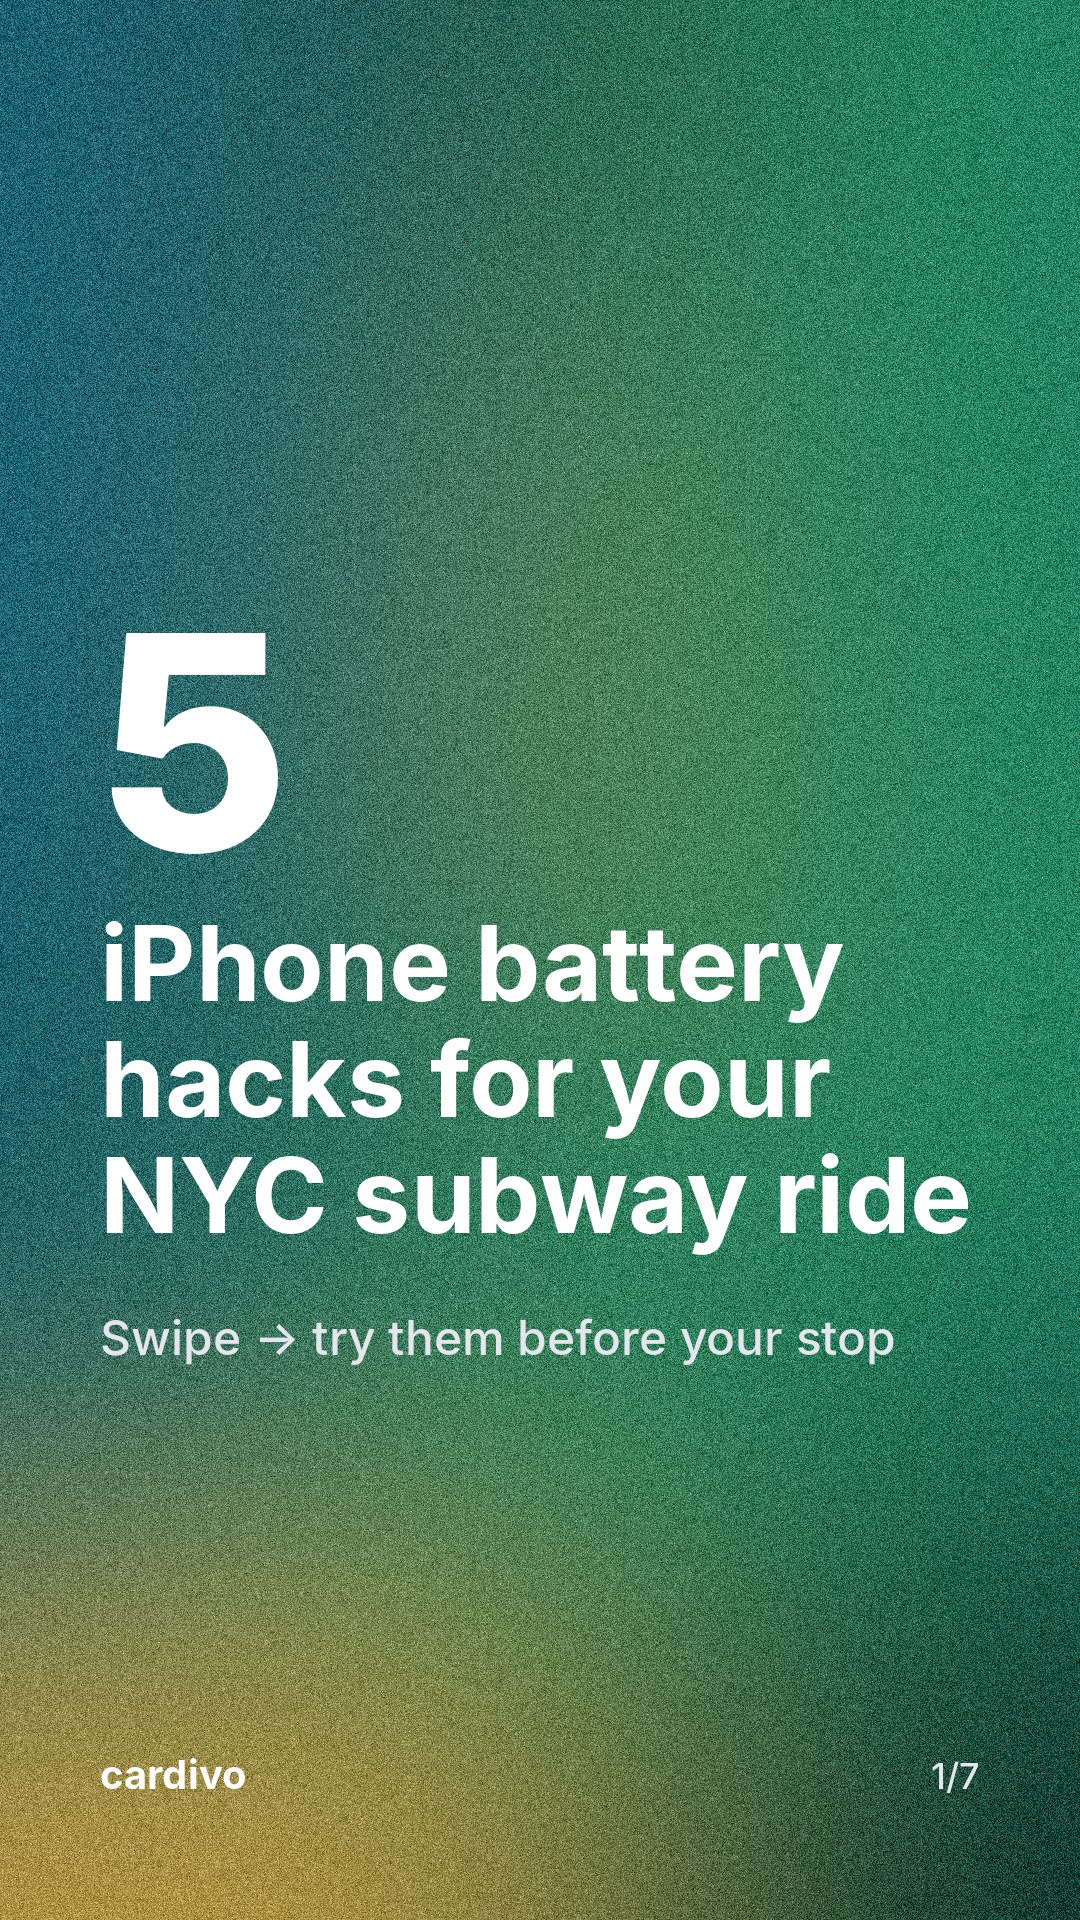 5
iPhone battery
hacks for your
NYC subway ride
Swipe → try them before your stop
cardivo
1/7